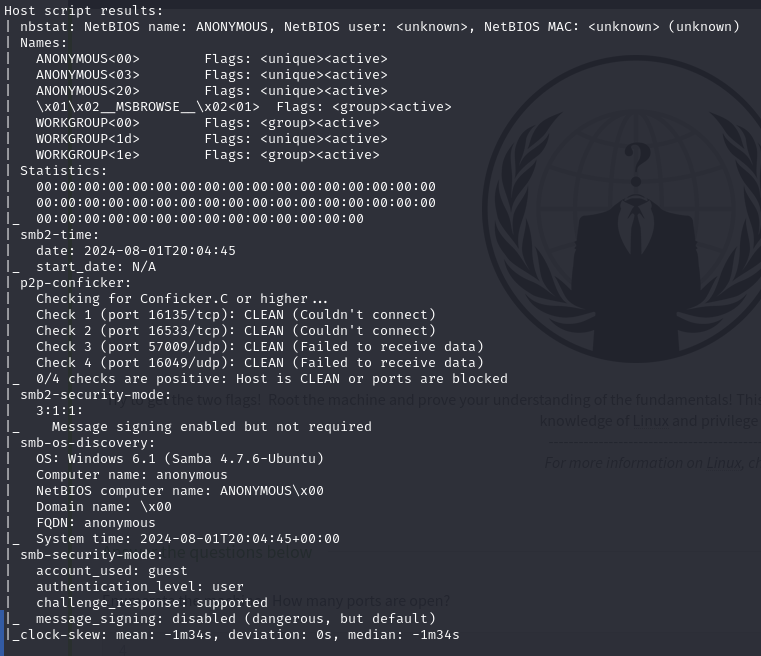 Host script results:
| nbstat: NetBIOS name: ANONYMOUS, NetBIOS user: <unknown>, NetBIOS MAC: <unknown> (unknown)
| Names:
|   ANONYMOUS<00>        Flags: <unique><active>
|   ANONYMOUS<03>        Flags: <unique><active>
|   ANONYMOUS<20>        Flags: <unique><active>
|   \x01\x02__MSBROWSE__\x02<01>  Flags: <group><active>
|   WORKGROUP<00>        Flags: <group><active>
|   WORKGROUP<1d>        Flags: <unique><active>
|   WORKGROUP<1e>        Flags: <group><active>
| Statistics:
|   00:00:00:00:00:00:00:00:00:00:00:00:00:00:00:00:00
|   00:00:00:00:00:00:00:00:00:00:00:00:00:00:00:00:00
|_  00:00:00:00:00:00:00:00:00:00:00:00:00:00
| smb2-time:
|   date: 2024-08-01T20:04:45
|_  start_date: N/A
| p2p-conficker:
|   Checking for Conficker.C or higher...
|   Check 1 (port 16135/tcp): CLEAN (Couldn't connect)
|   Check 2 (port 16533/tcp): CLEAN (Couldn't connect)
|   Check 3 (port 57009/udp): CLEAN (Failed to receive data)
|   Check 4 (port 16049/udp): CLEAN (Failed to receive data)
|_  0/4 checks are positive: Host is CLEAN or ports are blocked
| smb2-security-mode:
|   3:1:1:
|_    Message signing enabled but not required
| smb-os-discovery:
|   OS: Windows 6.1 (Samba 4.7.6-Ubuntu)
|   Computer name: anonymous
|   NetBIOS computer name: ANONYMOUS\x00
|   Domain name: \x00
|   FQDN: anonymous
|_  System time: 2024-08-01T20:04:45+00:00
| smb-security-mode:
|   account_used: guest
|   authentication_level: user
|   challenge_response: supported
|_  message_signing: disabled (dangerous, but default)
|_clock-skew: mean: -1m34s, deviation: 0s, median: -1m34s
?
the two flags! Root the machine and prove your understanding of the fundamentals!
knowledge of Linux and
For more information on Linux,
the questions below
How many ports are open?